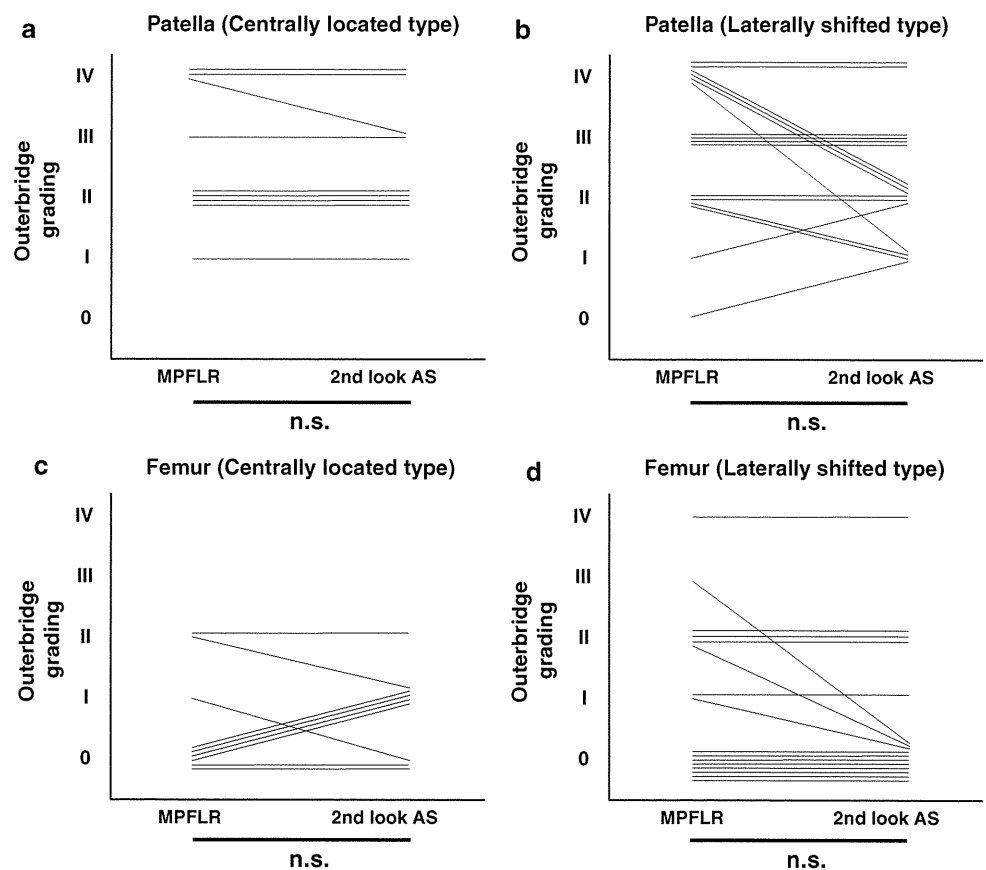 a
Patella (Centrally located type)
Outerbridge
grading
IV
III
II
I
0
MPFLR
2nd look AS
n.s.
b
Patella (Laterally shifted type)
Outerbridge
grading
IV
III
II
I
0
MPFLR
2nd look AS
n.s.
c
Femur (Centrally located type)
Outerbridge
grading
IV
III
II
I
0
MPFLR
2nd look AS
n.s.
d
Femur (Laterally shifted type)
Outerbridge
grading
IV
III
II
I
0
MPFLR
2nd look AS
n.s.